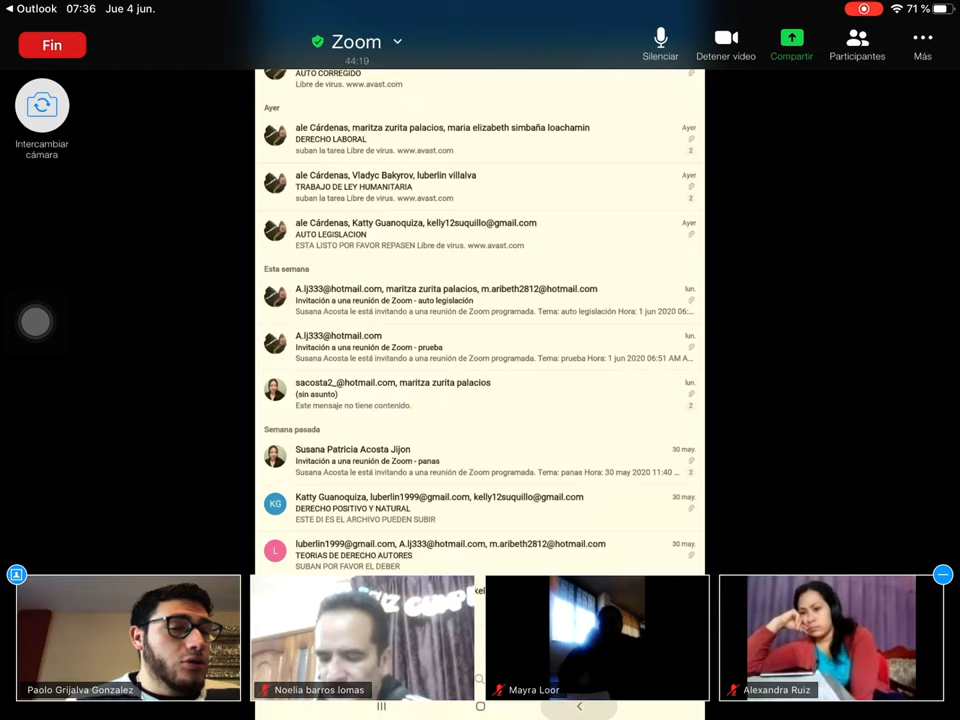 Outlook 07:36 Jue 4 jun.
71 %
Fin
Zoom
44:19
Silenciar
Detener vídeo
Compartir
Participantes
Más
Intercambiar
cámara
AUTO CORREGIDO
Libre de virus. www.avast.com
Ayer
ale Cárdenas, maritza zurita palacios, maria elizabeth simbaña loachamin
Ayer
DERECHO LABORAL
suban la tarea Libre de virus. www.avast.com
2
ale Cárdenas, Vladyc Bakyrov, luberlin villalva
Ayer
TRABAJO DE LEY HUMANITARIA
suban la tarea Libre de virus. www.avast.com
2
ale Cárdenas, Katty Guanoquiza, kelly12suquillo@gmail.com
Ayer
AUTO LEGISLACION
ESTA LISTO POR FAVOR REPASEN Libre de virus. www.avast.com
Esta semana
A.lj333@hotmail.com, maritza zurita palacios, m.aribeth2812@hotmail.com
lun.
Invitación a una reunión de Zoom - auto legislación
Susana Acosta le está invitando a una reunión de Zoom programada. Tema: auto legislación Hora: 1 jun 2020 06:...
A.lj333@hotmail.com
lun.
Invitación a una reunión de Zoom - prueba
Susana Acosta le está invitando a una reunión de Zoom programada. Tema: prueba Hora: 1 jun 2020 06:51 AM A...
sacosta2_@hotmail.com, maritza zurita palacios
lun.
(sin asunto)
Este mensaje no tiene contenido.
2
Semana pasada
Susana Patricia Acosta Jijon
30 may.
Invitación a una reunión de Zoom - panas
Susana Acosta le está invitando a una reunión de Zoom programada. Tema: panas Hora: 30 may 2020 11:40 ...
2
KG
Katty Guanoquiza, luberlin1999@gmail.com, kelly12suquillo@gmail.com
30 may.
DERECHO POSITIVO Y NATURAL
ESTE DI ES EL ARCHIVO PUEDEN SUBIR
L
luberlin1999@gmail.com, A.lj333@hotmail.com, m.aribeth2812@hotmail.com
30 may.
TEORIAS DE DERECHO AUTORES
SUBAN POR FAVOR EL DEBER
Paolo Grijalva Gonzalez
Noelia barros lomas
Mayra Loor
Alexandra Ruiz